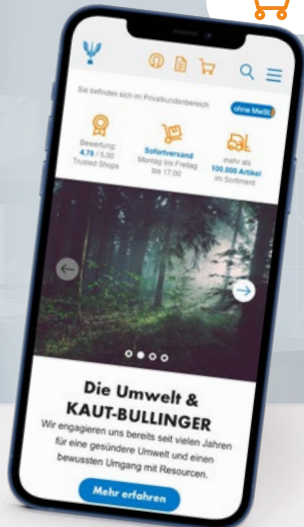 Sie befinden sich im Privatkundenbereich
ohne MwSt.
Bewertung:
4,78 / 5,00
Trusted Shops
Sofortversand
Montag bis Freitag
bis 17:00
mehr als
100.000 Artikel
im Sortiment
Die Umwelt &
KAUT-BULLINGER
Wir engagieren uns bereits seit vielen Jahren
für eine gesündere Umwelt und einen
bewussten Umgang mit Resourcen.
Mehr erfahren